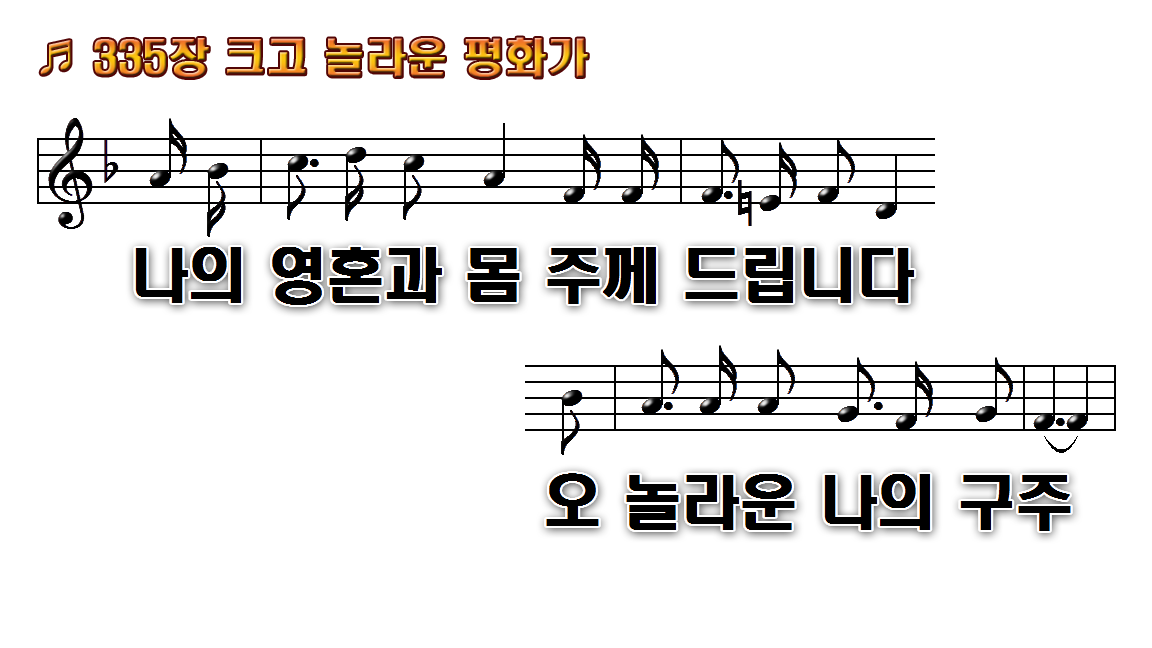 335장 크고 놀라운 평화가
나의 영혼과 몸 주께 드립니다
오 놀라운 나의 구주